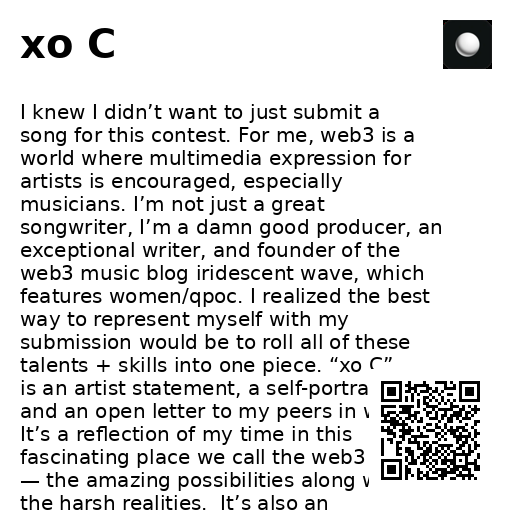 xo C
I knew I didn’t want to just submit a
song for this contest. For me, web3 is a
world where multimedia expression for
artists is encouraged, especially
musicians. I’m not just a great
songwriter, I’m a damn good producer, an
exceptional writer, and founder of the
web3 music blog iridescent wave, which
features women/qpoc. I realized the best
way to represent myself with my
submission would be to roll all of these
talents + skills into one piece. “xo C”
is an artist statement, a
and an open letter to my peers in
It’s a reflection of my time in this
fascinating place we call the web3
— the amazing possibilities along
the harsh realities.  It’s also an